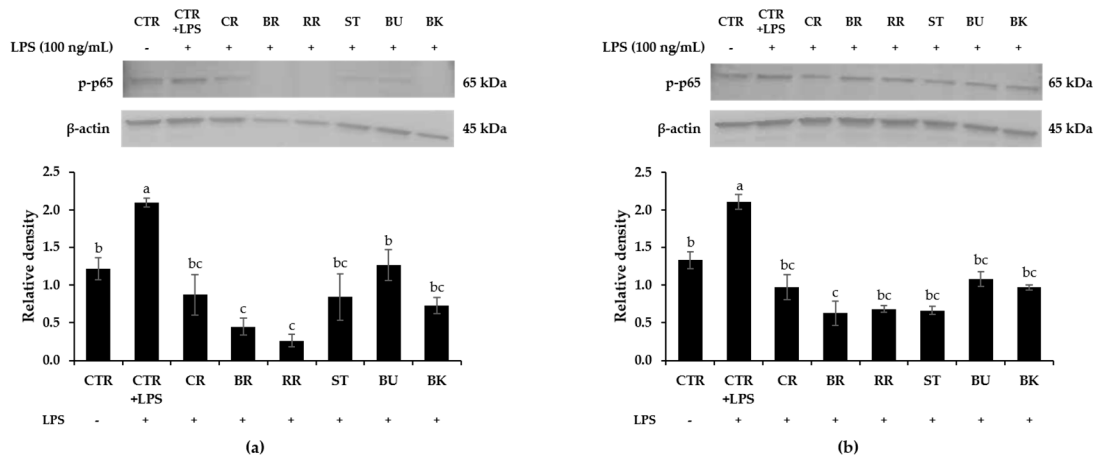 CTR CTR +LPS CR BR RR ST BU BK
LPS (100 ng/mL) - + + + + + + +
p-p65 65 kDa
β-actin 45 kDa
Relative density
2.5
2.0
1.5
1.0
0.5
0.0
b a bc c c bc b bc
CTR CTR +LPS CR BR RR ST BU BK
LPS - + + + + + + +
(a)
CTR CTR +LPS CR BR RR ST BU BK
LPS (100 ng/mL) - + + + + + + +
p-p65 65 kDa
β-actin 45 kDa
Relative density
2.5
2.0
1.5
1.0
0.5
0.0
b a bc c bc bc bc bc
CTR CTR +LPS CR BR RR ST BU BK
LPS - + + + + + + +
(b)